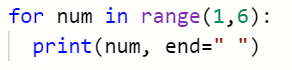 for num in range(1,6):
  print(num, end=" ")